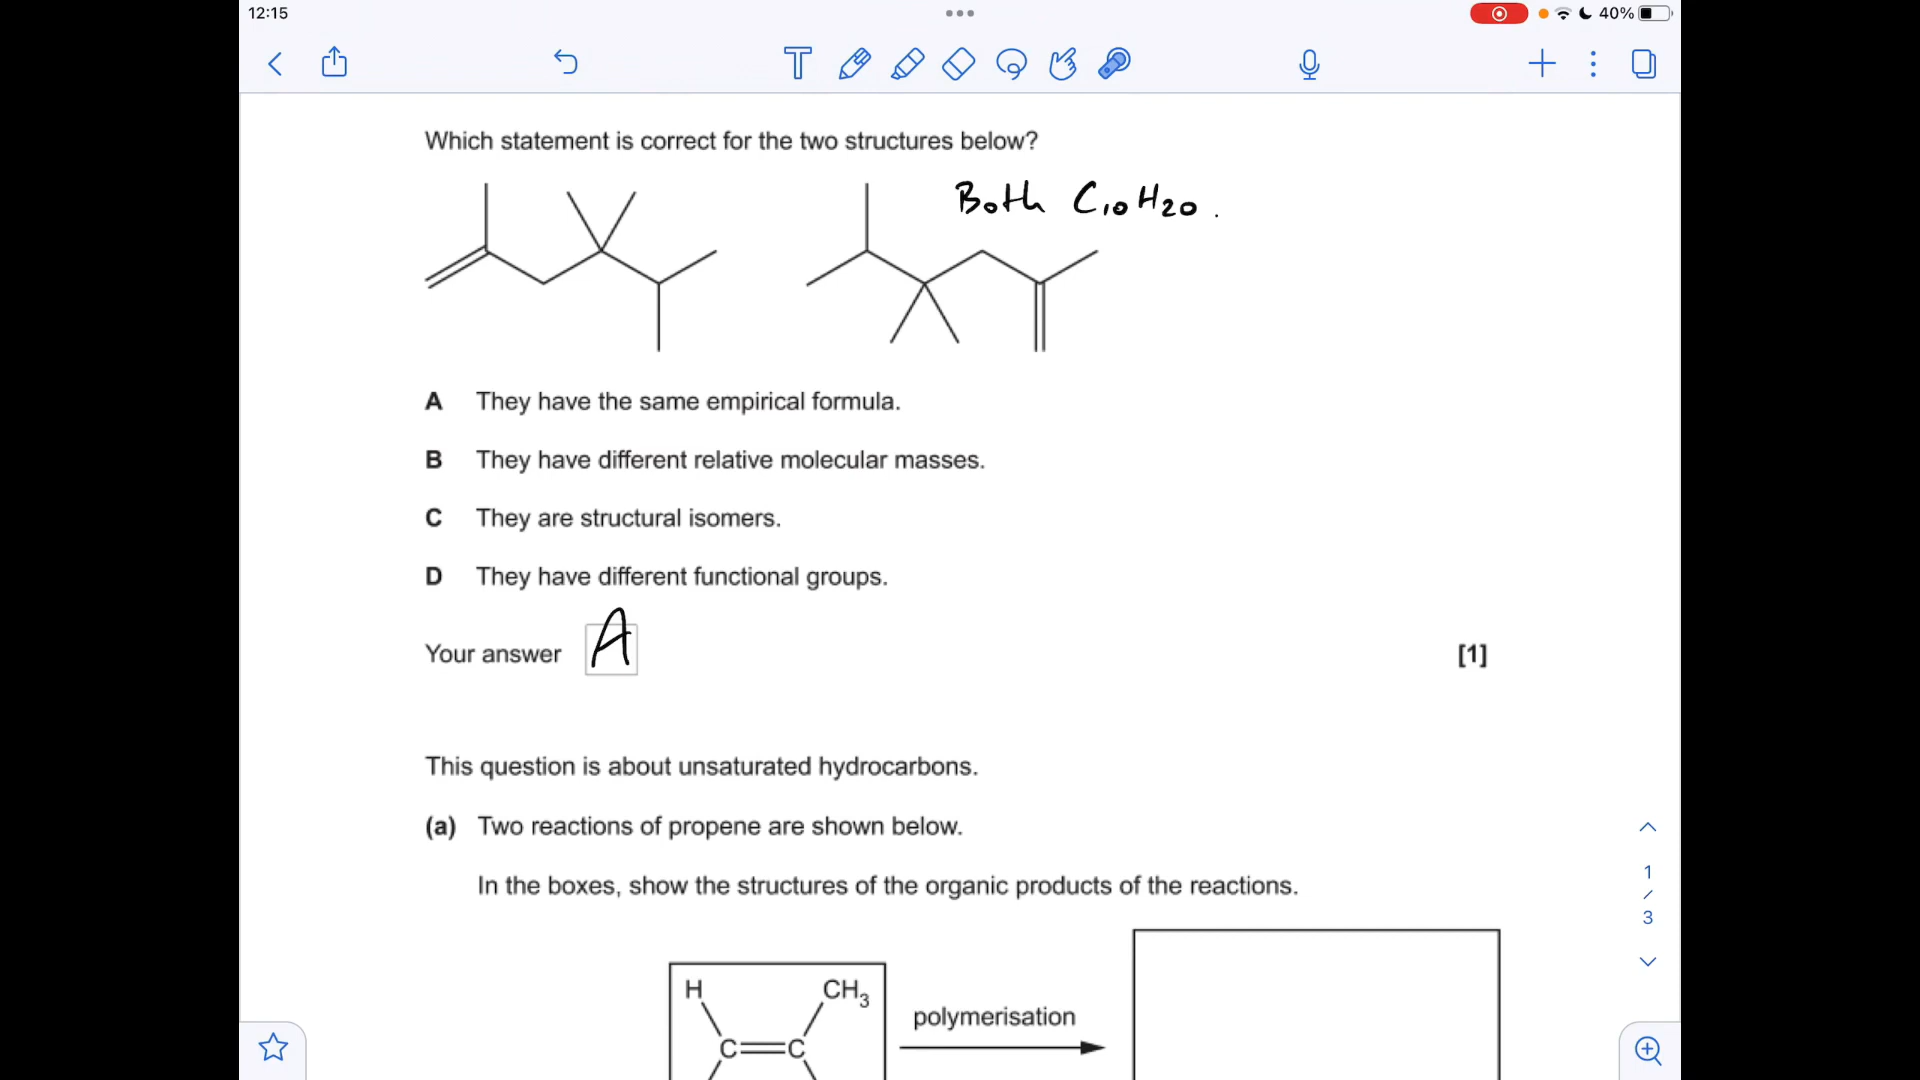 12:15
40%
T
Which statement is correct for the two structures below?
Both C₁₀H₂₀.
A They have the same empirical formula.
B They have different relative molecular masses.
C They are structural isomers.
D They have different functional groups.
Your answer A [1]
This question is about unsaturated hydrocarbons.
(a) Two reactions of propene are shown below.
In the boxes, show the structures of the organic products of the reactions.
1
/
3
H CH₃
polymerisation
C=C